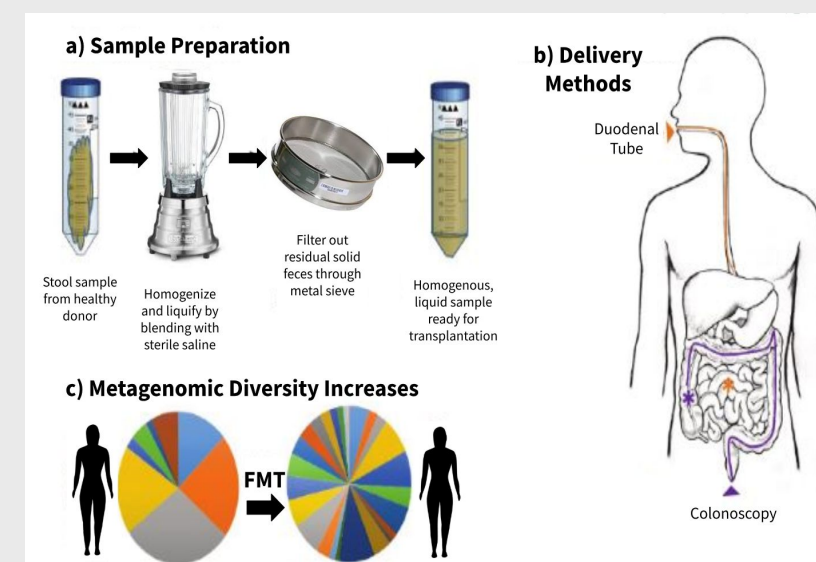 a) Sample Preparation
Stool sample
from healthy
donor
Homogenize
and liquify by
blending with
sterile saline
Filter out
residual solid
feces through
metal sieve
Homogenous,
liquid sample
ready for
transplantation
b) Delivery
Methods
Duodenal
Tube
Colonoscopy
c) Metagenomic Diversity Increases
FMT